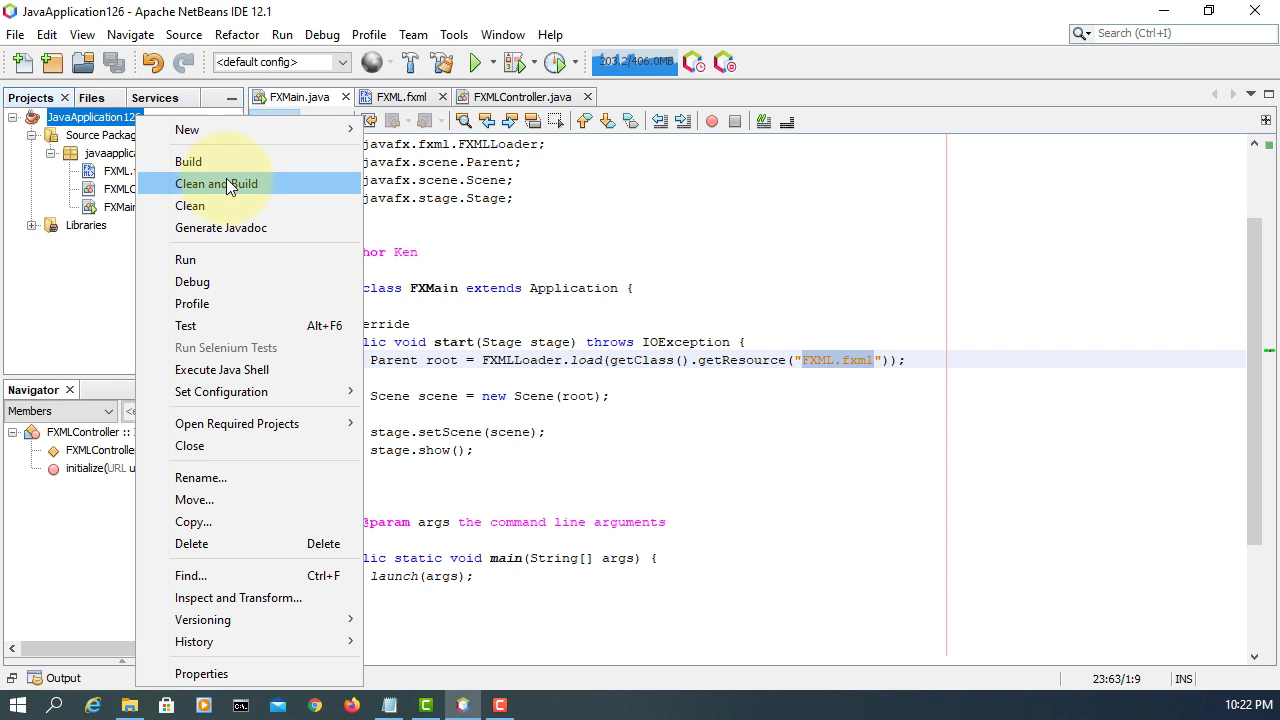 JavaApplication126 - Apache NetBeans IDE 12.1
File Edit View Navigate Source Refactor Run Debug Profile Team Tools Window Help
Search (Ctrl+I)
<default config>
203.2/406.0MB
Projects Files Services
FXMain.java FXML.fxml FXMLController.java
JavaApplication126
Source Packag
javaapplica
FXML.
FXMLC
FXMai
Libraries
New
Build
Clean and Build
Clean
Generate Javadoc
Run
Debug
Profile
Test Alt+F6
Run Selenium Tests
Execute Java Shell
Set Configuration
Open Required Projects
Close
Rename...
Move...
Copy...
Delete Delete
Find... Ctrl+F
Inspect and Transform...
Versioning
History
Properties
javafx.fxml.FXMLLoader;
javafx.scene.Parent;
javafx.scene.Scene;
javafx.stage.Stage;
hor Ken
class FXMain extends Application {
erride
lic void start(Stage stage) throws IOException {
Parent root = FXMLLoader.load(getClass().getResource("FXML.fxml"));
Scene scene = new Scene(root);
stage.setScene(scene);
stage.show();
@param args the command line arguments
lic static void main(String[] args) {
launch(args);
Navigator
Members <e
FXMLController :: I
FXMLControlle
initialize(URL u
Output
23:63/1:9 INS
10:22 PM